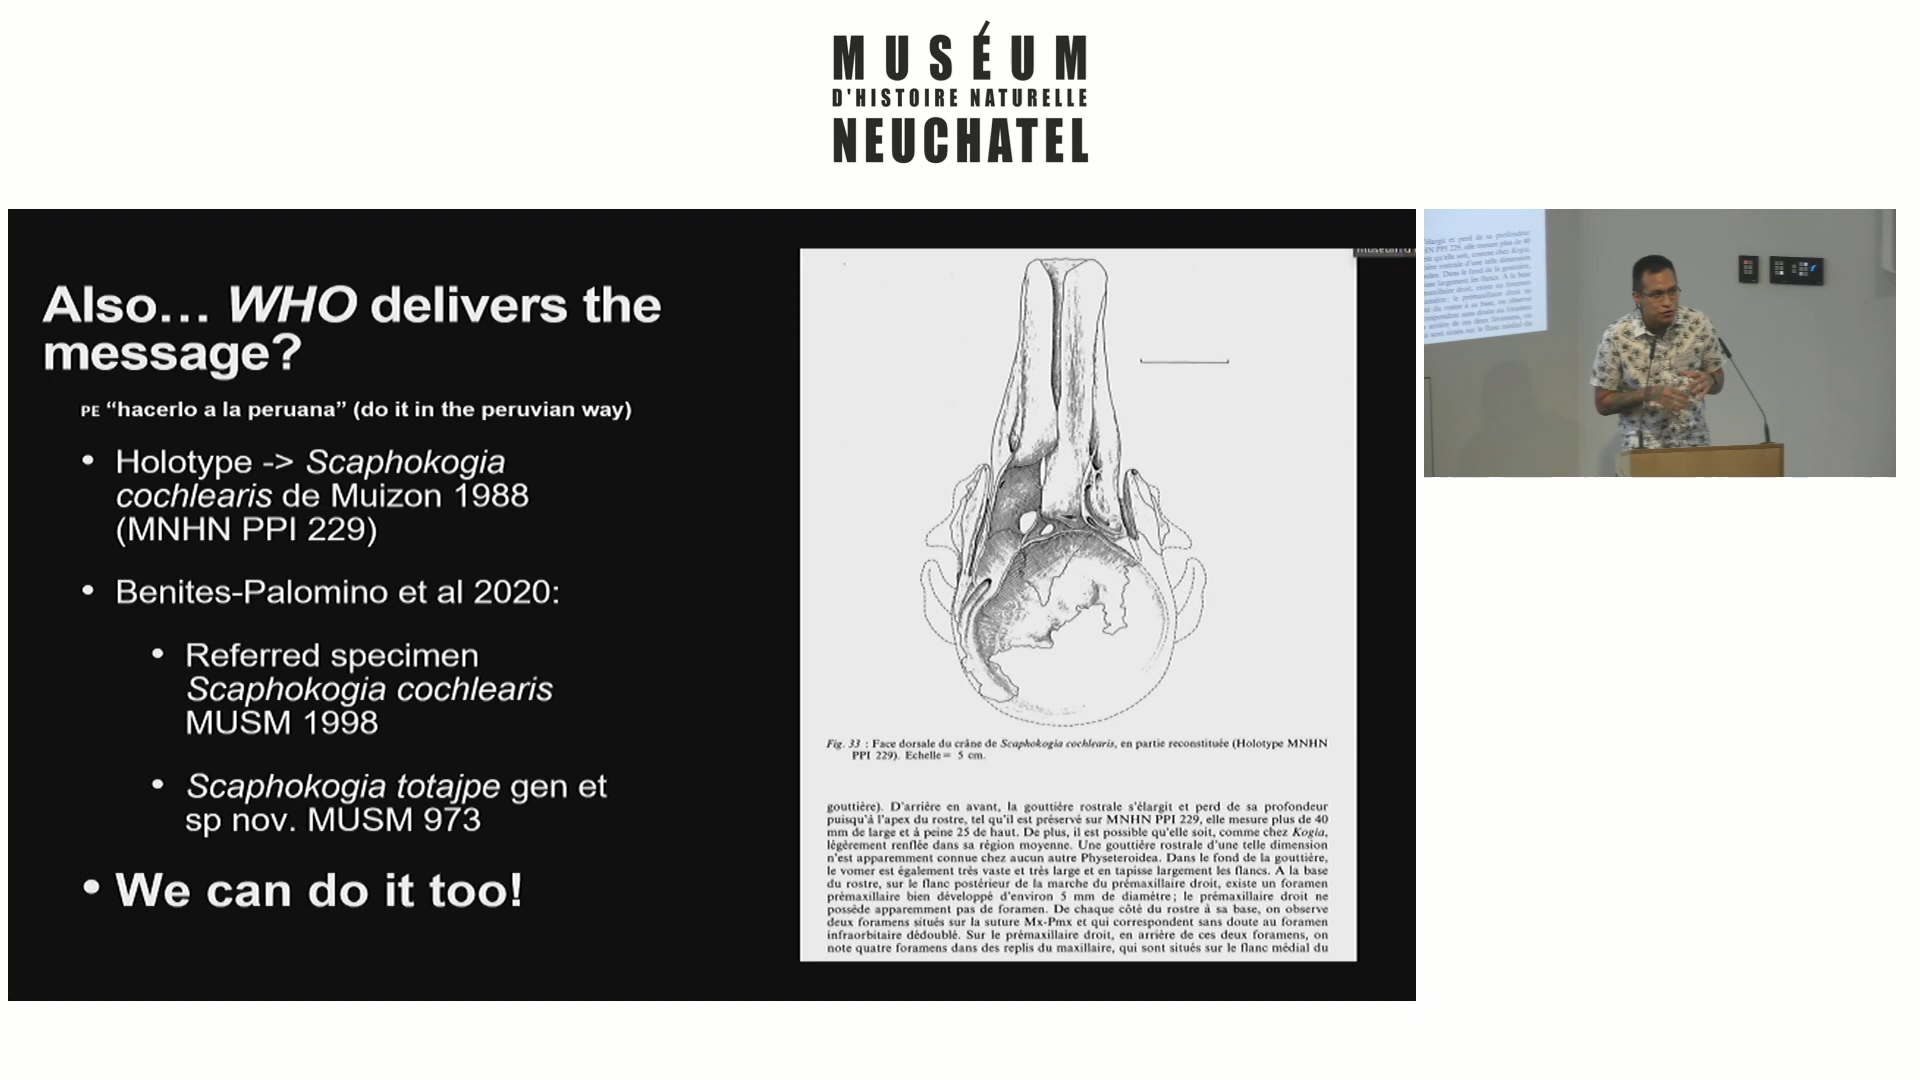 MUSÉUM
D'HISTOIRE NATURELLE
NEUCHATEL
Also… WHO delivers the
message?
PE “hacerlo a la peruana” (do it in the peruvian way)
• Holotype -> Scaphokogia
cochlearis de Muizon 1988
(MNHN PPI 229)
• Benites-Palomino et al 2020:
• Referred specimen
Scaphokogia cochlearis
MUSM 1998
• Scaphokogia totajpe gen et
sp nov. MUSM 973
• We can do it too!
Fig. 33 : Face dorsale du crâne de Scaphokogia cochlearis, en partie reconstituée (Holotype MNHN
PPI 229). Echelle = 5 cm.
gouttière). D'arrière en avant, la gouttière rostrale s'élargit et perd de sa profondeur
puisqu'à l'apex du rostre, tel qu'il est préservé sur MNHN PPI 229, elle mesure plus de 40
mm de large et à peine 25 de haut. De plus, il est possible qu'elle soit, comme chez Kogia,
légèrement renflée dans sa région moyenne. Une gouttière rostrale d'une telle dimension
n'est apparemment connue chez aucun autre Physeteroidea. Dans le fond de la gouttière,
le vomer est également très vaste et très large et en tapisse largement les flancs. A la base
du rostre, sur le flanc postérieur de la marche du prémaxillaire droit, existe un foramen
prémaxillaire bien développé d'environ 5 mm de diamètre ; le prémaxillaire droit ne
possède apparemment pas de foramen. De chaque côté du rostre à sa base, on observe
deux foramens situés sur la suture Mx-Pmx et qui correspondent sans doute au foramen
infraorbitaire dédoublé. Sur le prémaxillaire droit, en arrière de ces deux foramens, on
note quatre foramens dans des replis du maxillaire, qui sont situés sur le flanc médial du